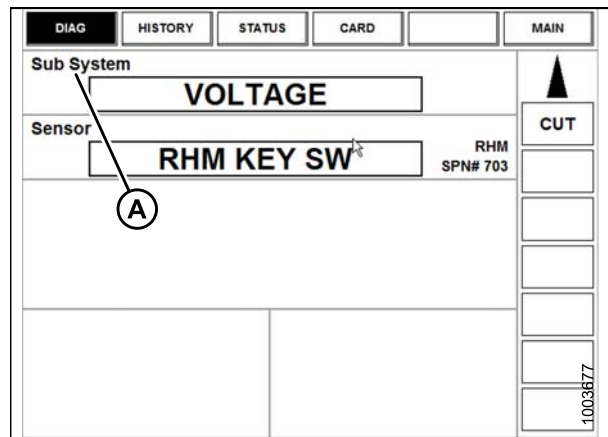 DIAG HISTORY STATUS CARD MAIN
Sub System
VOLTAGE
CUT
Sensor
RHM KEY SW
RHM
SPN# 703
A
1003677